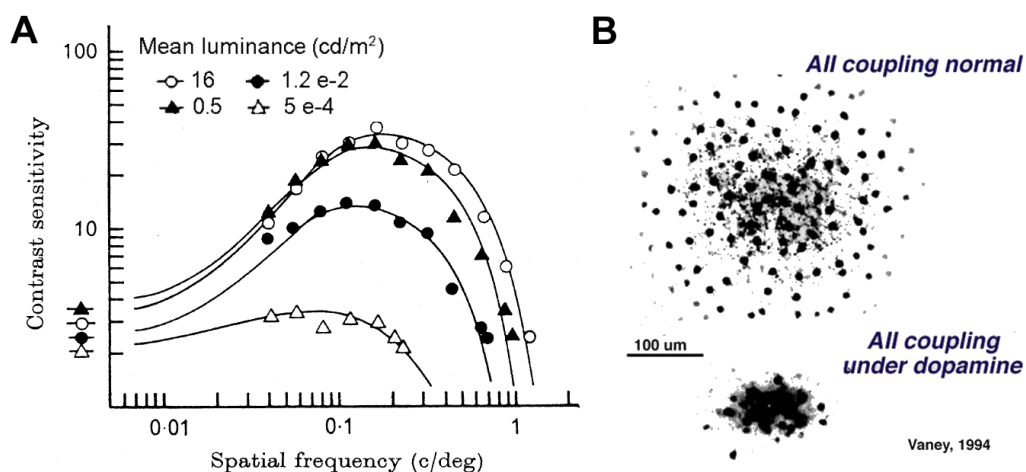 A
Mean luminance (cd/m²)
16
1.2 e-2
0.5
5 e-4
100
10
Contrast sensitivity
0·01
0·1
1
Spatial frequency (c/deg)
B
All coupling normal
100 um
All coupling
under dopamine
Vaney, 1994